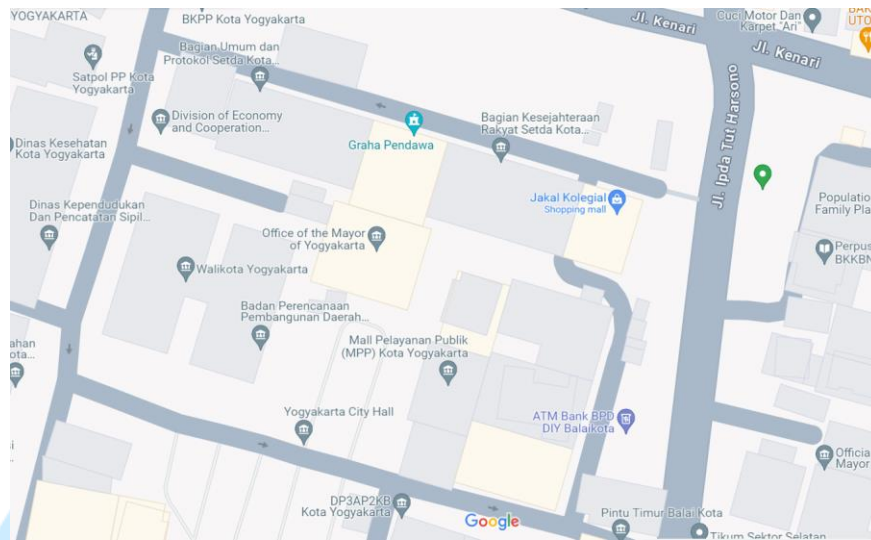 YOGYAKARTA
BKPP Kota Yogyakarta
Jl. Kenari
Cuci Motor Dan
Karpet "Ari"
BAK
UTO
Jl. Kenari
Satpol PP Kota
Yogyakarta
Bagian Umum dan
Protokol Setda Kota...
Division of Economy
and Cooperation...
Graha Pendawa
Bagian Kesejahteraan
Rakyat Setda Kota...
Jl. Ipda Tut Harsono
Dinas Kesehatan
Kota Yogyakarta
Dinas Kependudukan
Dan Pencatatan Sipil...
Jakal Kolegial
Shopping mall
Population
Family Pla
Office of the Mayor
of Yogyakarta
Perpus
BKKBN
Walikota Yogyakarta
Badan Perencanaan
Pembangunan Daerah...
Mall Pelayanan Publik
(MPP) Kota Yogyakarta
ahan
ota...
Yogyakarta City Hall
ATM Bank BPD
DIY Balaikota
Official
Mayor
DP3AP2KB
Kota Yogyakarta
Google
Pintu Timur Balai Kota
Tikum Sektor Selatan